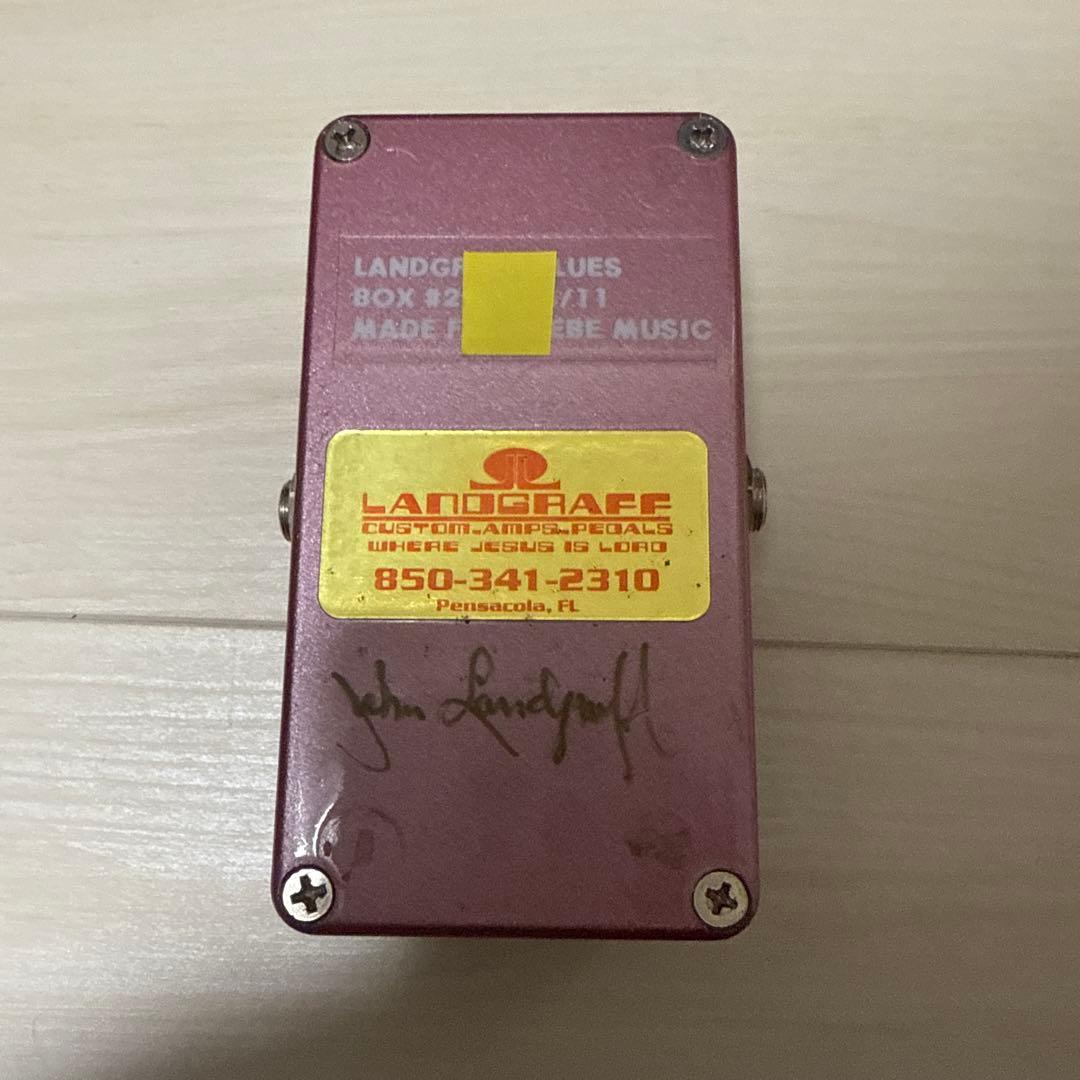 LANDGR LUES
BOX #2 /11
MADE F EBE MUSIC
JL
LANDGRAFF
CUSTOM AMPS PEDALS
WHERE JESUS IS LORD
850-341-2310
Pensacola, FL
John Landgraff